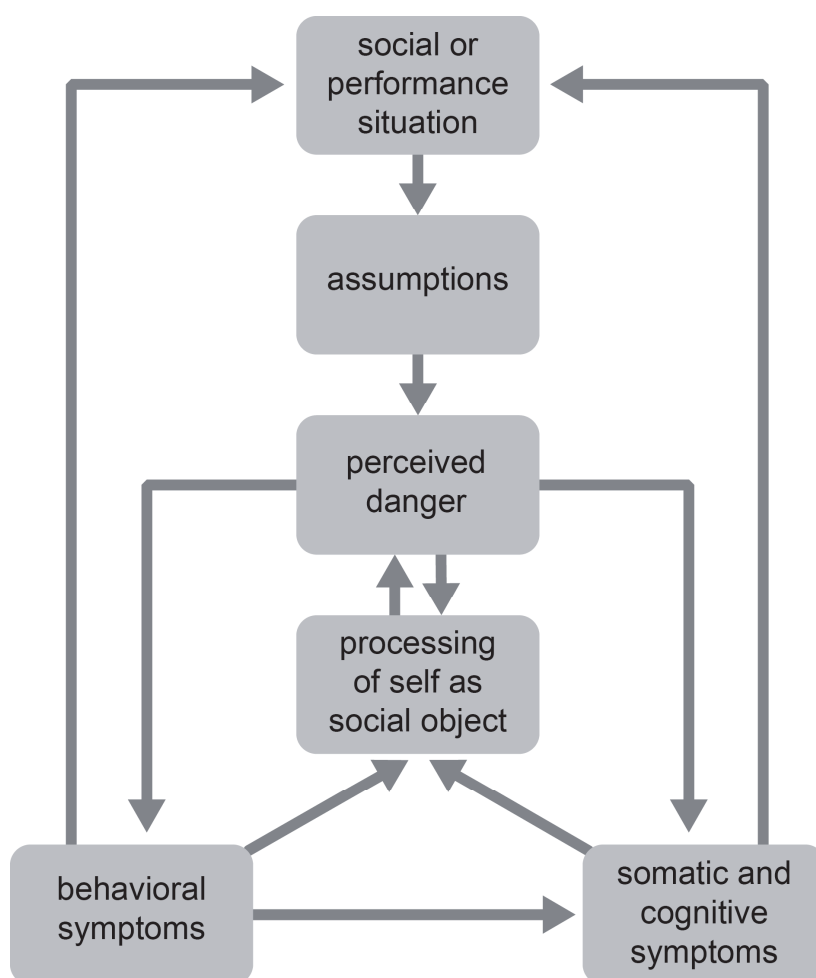 social or
performance
situation
assumptions
perceived
danger
processing
of self as
social object
behavioral
symptoms
somatic and
cognitive
symptoms